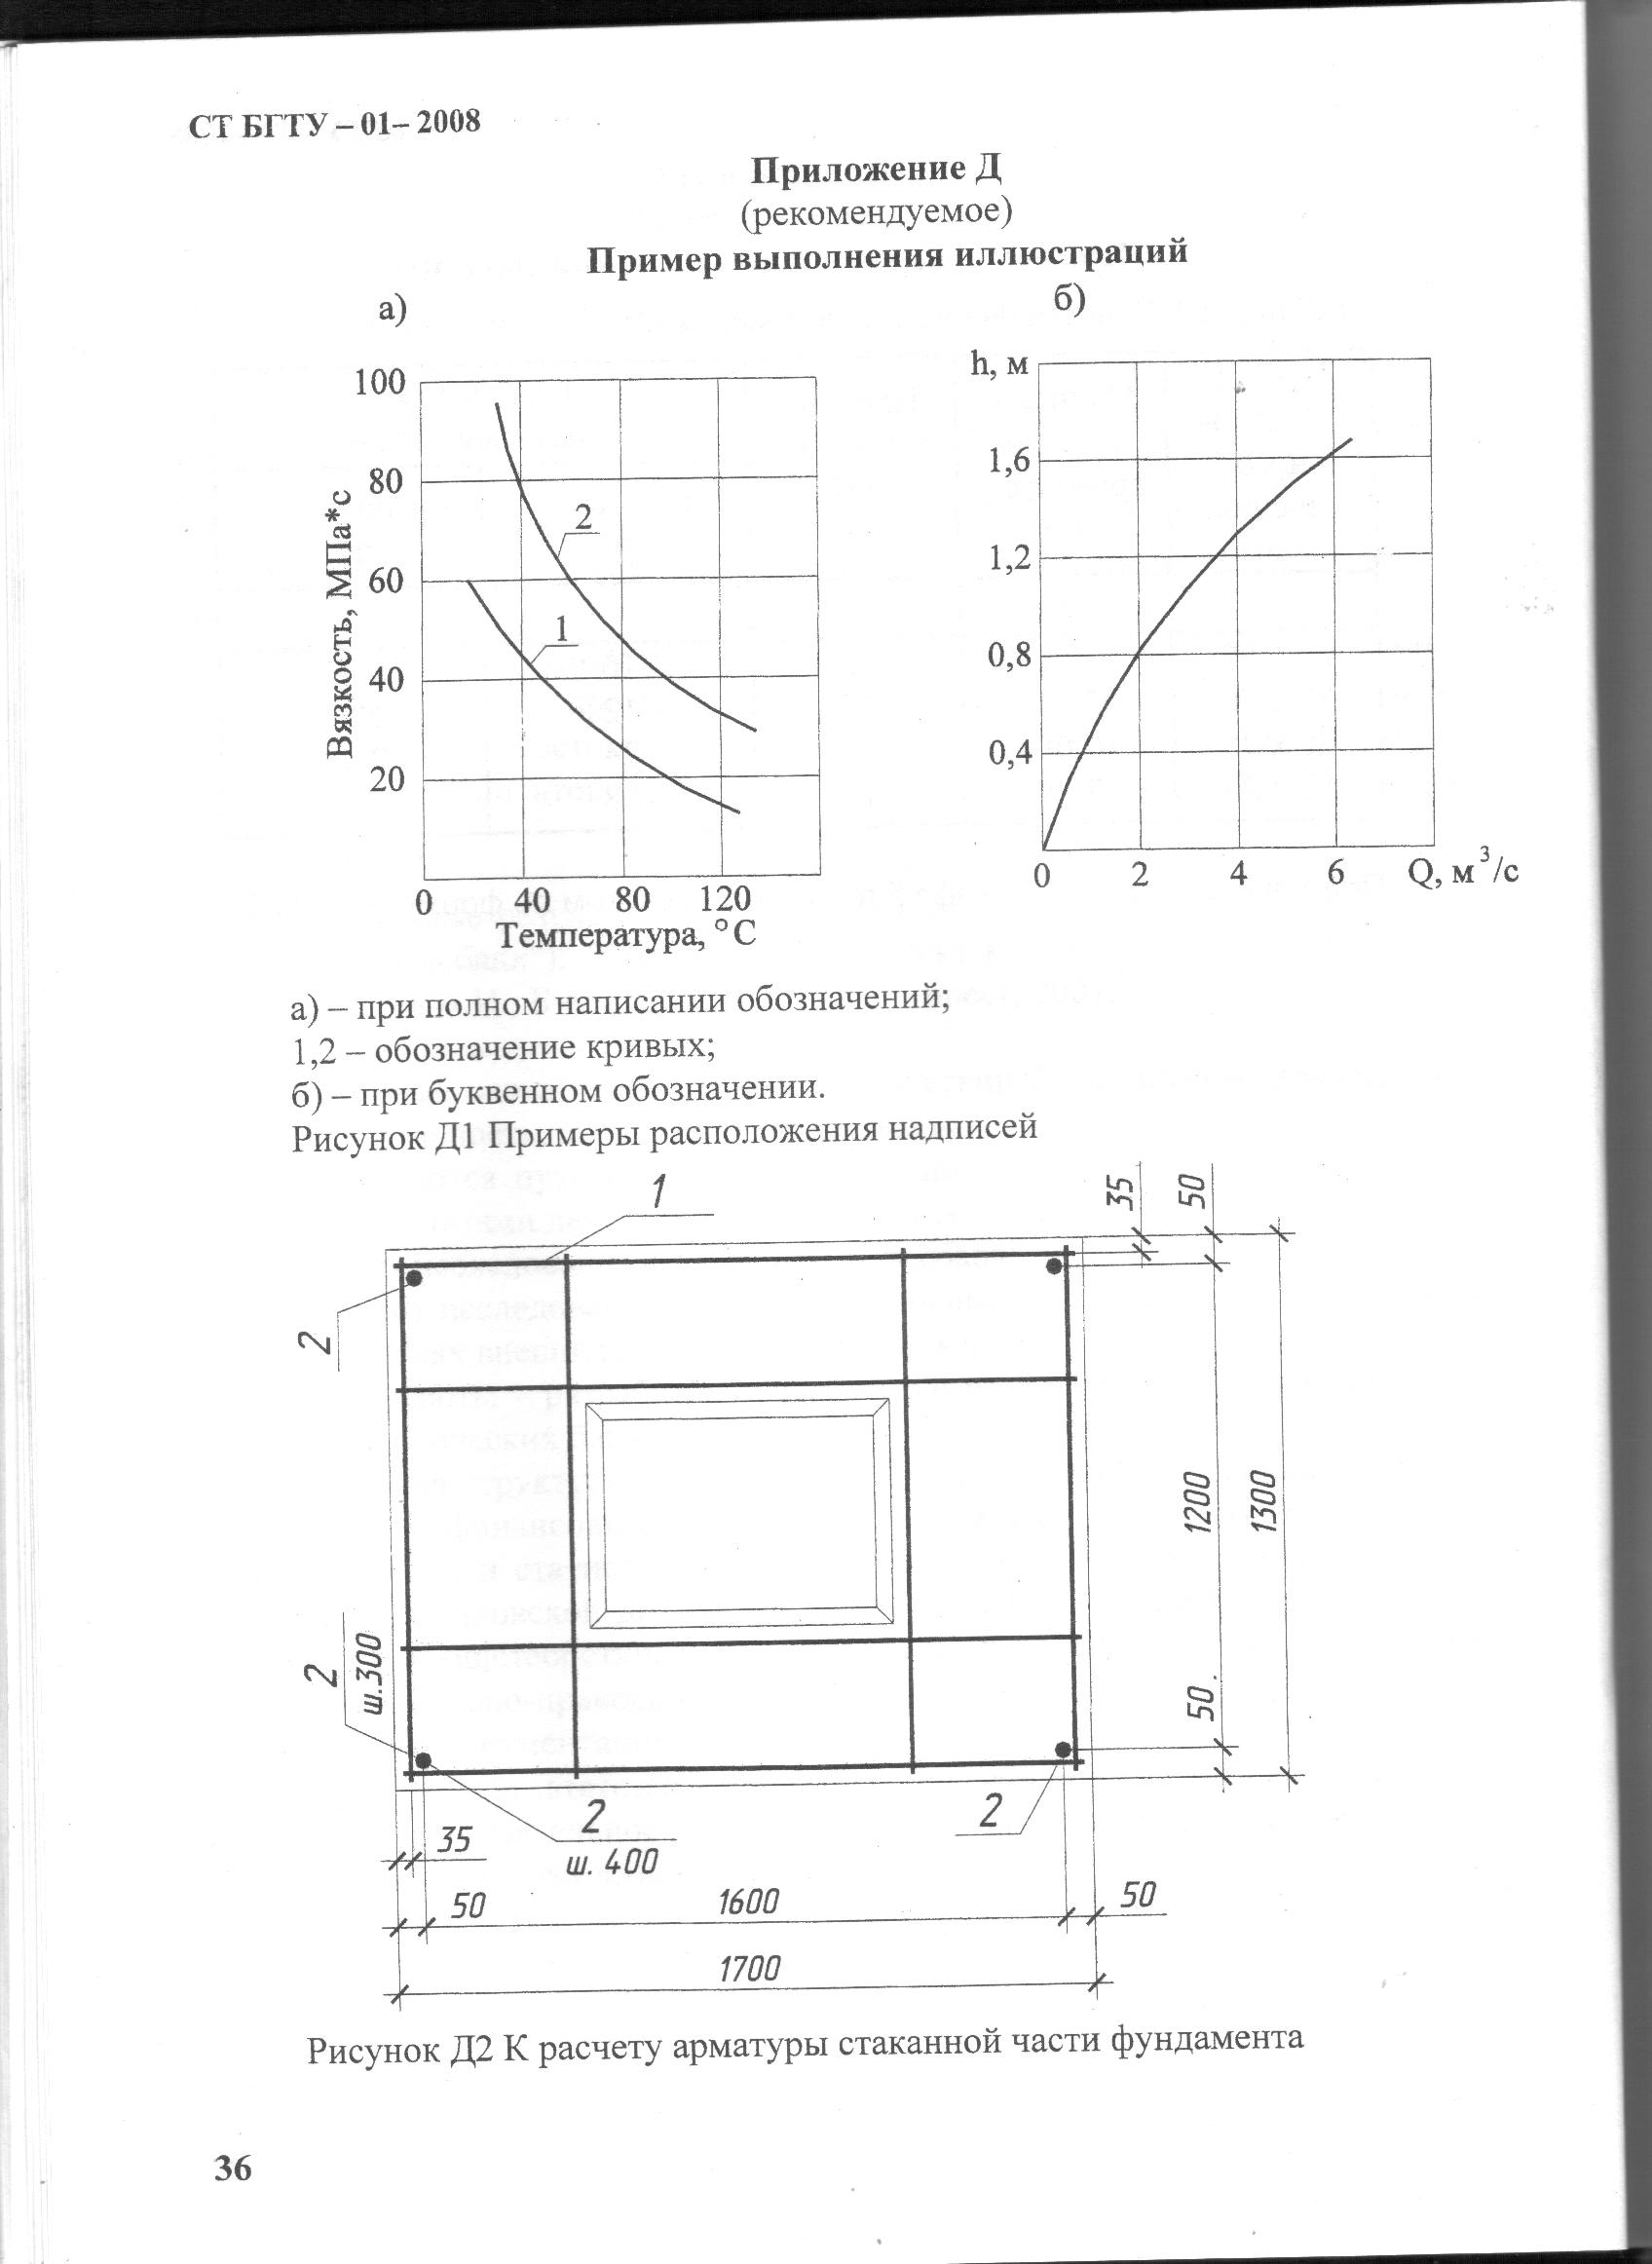 СТ БГТУ – 01– 2008
Приложение Д
(рекомендуемое)
Пример выполнения иллюстраций
а)
100
80
60
40
20
Вязкость, МПа*с
2
1
0 40 80 120
Температура, °С
б)
h, м
1,6
1,2
0,8
0,4
0 2 4 6 Q, м³/с
а) – при полном написании обозначений;
1,2 – обозначение кривых;
б) – при буквенном обозначении.
Рисунок Д1 Примеры расположения надписей
1
35
50
2
1200
1300
2
ш.300
50
2
ш. 400
2
35
50
1600
50
1700
Рисунок Д2 К расчету арматуры стаканной части фундамента
36